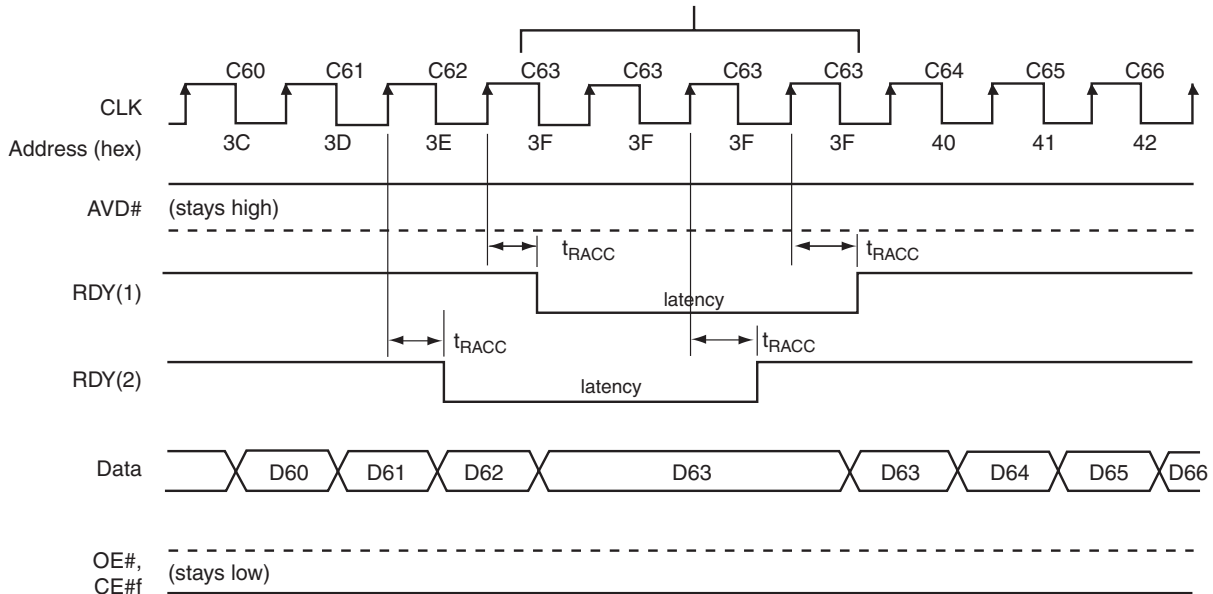 C60 C61 C62 C63 C63 C63 C63 C64 C65 C66
CLK
Address (hex) 3C 3D 3E 3F 3F 3F 3F 40 41 42
AVD# (stays high)
tRACC tRACC
RDY(1) latency
tRACC tRACC
RDY(2) latency
Data D60 D61 D62 D63 D63 D64 D65 D66
OE#,
CE#f (stays low)